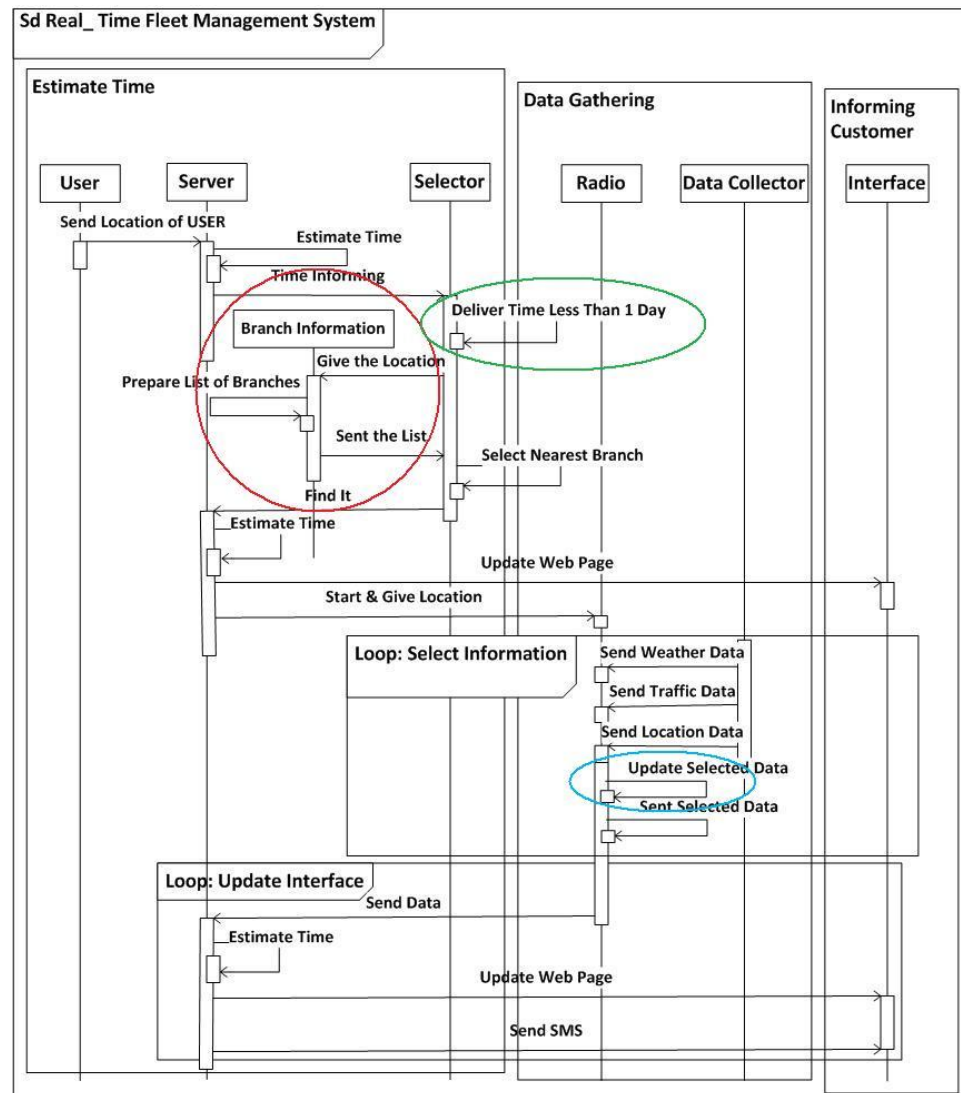 Sd Real_ Time Fleet Management System
Estimate Time
Data Gathering
Informing
Customer
User
Server
Selector
Radio
Data Collector
Interface
Send Location of USER
Estimate Time
Time Informing
Deliver Time Less Than 1 Day
Branch Information
Give the Location
Prepare List of Branches
Sent the List
Select Nearest Branch
Find It
Estimate Time
Update Web Page
Start & Give Location
Loop: Select Information
Send Weather Data
Send Traffic Data
Send Location Data
Update Selected Data
Sent Selected Data
Loop: Update Interface
Send Data
Estimate Time
Update Web Page
Send SMS